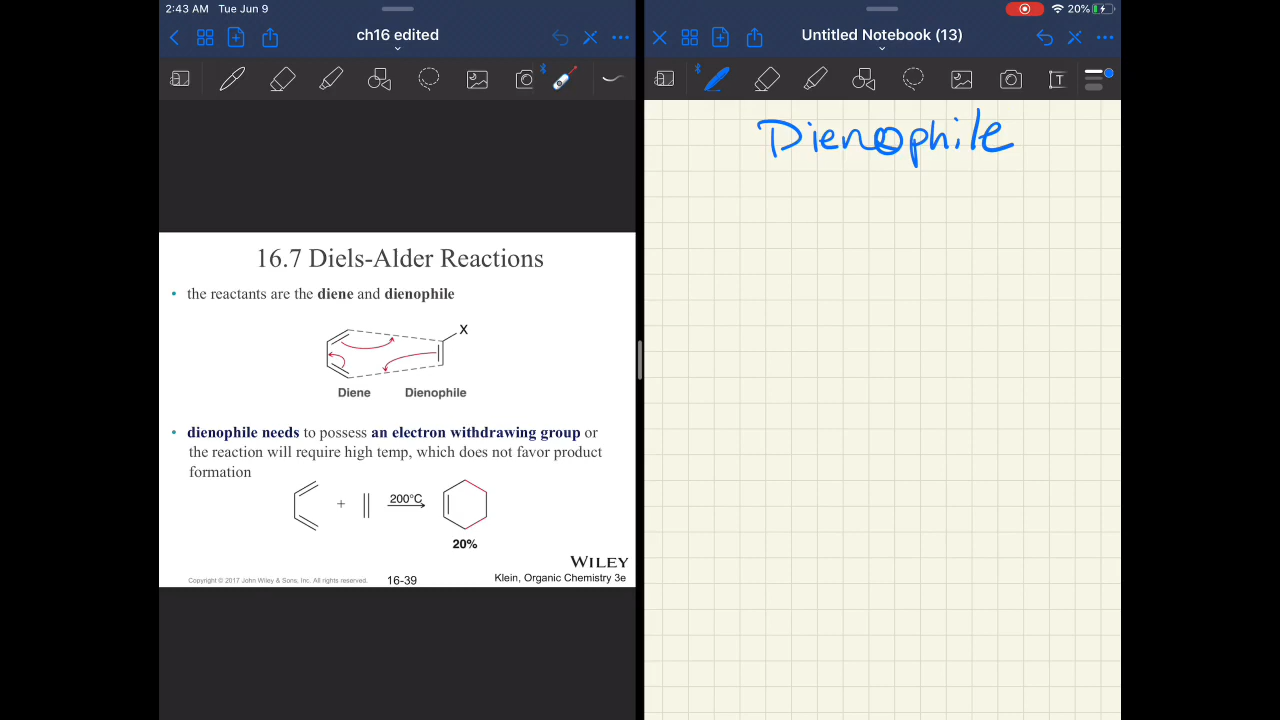 2:43 AM Tue Jun 9
20%
ch16 edited
Untitled Notebook (13)
T
Dienophile
16.7 Diels-Alder Reactions
• the reactants are the diene and dienophile
X
Diene Dienophile
• dienophile needs to possess an electron withdrawing group or
the reaction will require high temp, which does not favor product
formation
+ 200°C
20%
WILEY
Copyright © 2017 John Wiley & Sons, Inc. All rights reserved. 16-39 Klein, Organic Chemistry 3e